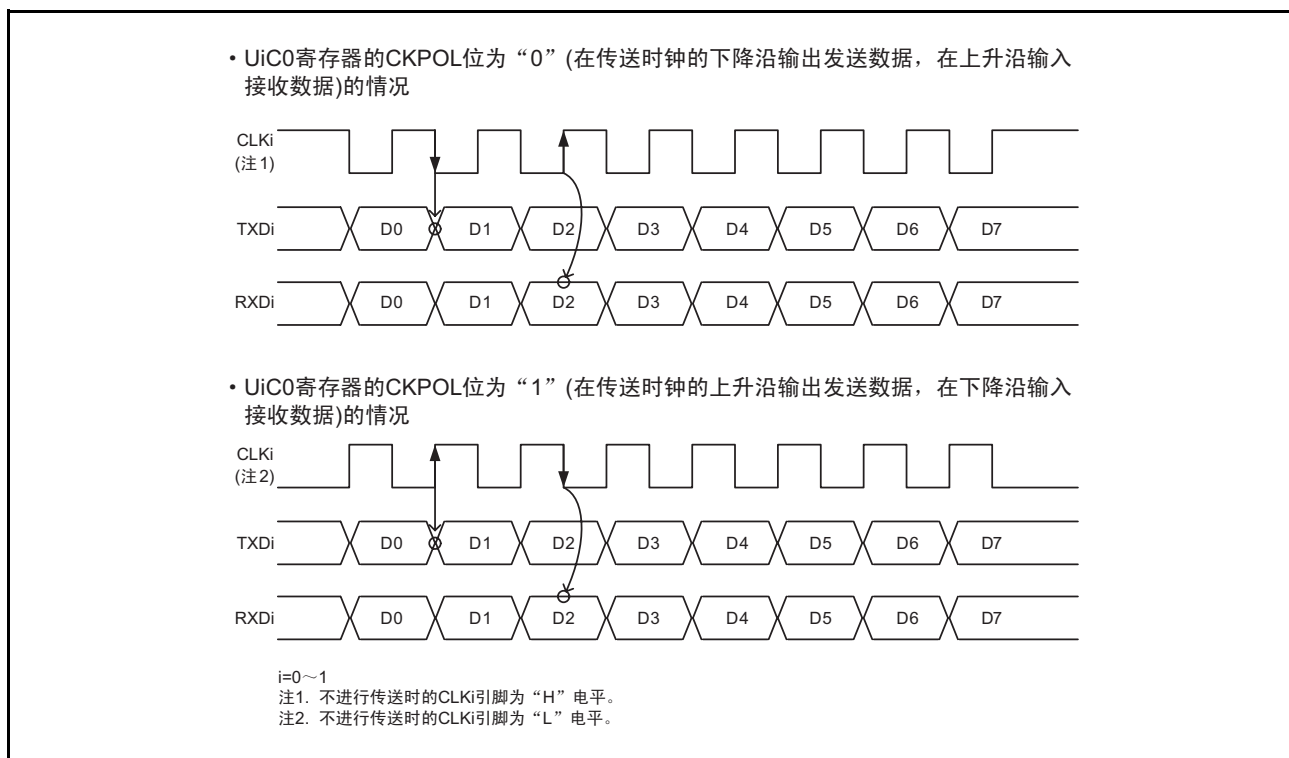 • UiC0寄存器的CKPOL位为“0”(在传送时钟的下降沿输出发送数据，在上升沿输入
接收数据)的情况
CLKi
(注1)
TXDi D0 D1 D2 D3 D4 D5 D6 D7
RXDi D0 D1 D2 D3 D4 D5 D6 D7
• UiC0寄存器的CKPOL位为“1”(在传送时钟的上升沿输出发送数据，在下降沿输入
接收数据)的情况
CLKi
(注2)
TXDi D0 D1 D2 D3 D4 D5 D6 D7
RXDi D0 D1 D2 D3 D4 D5 D6 D7
i=0～1
注1. 不进行传送时的CLKi引脚为“H”电平。
注2. 不进行传送时的CLKi引脚为“L”电平。